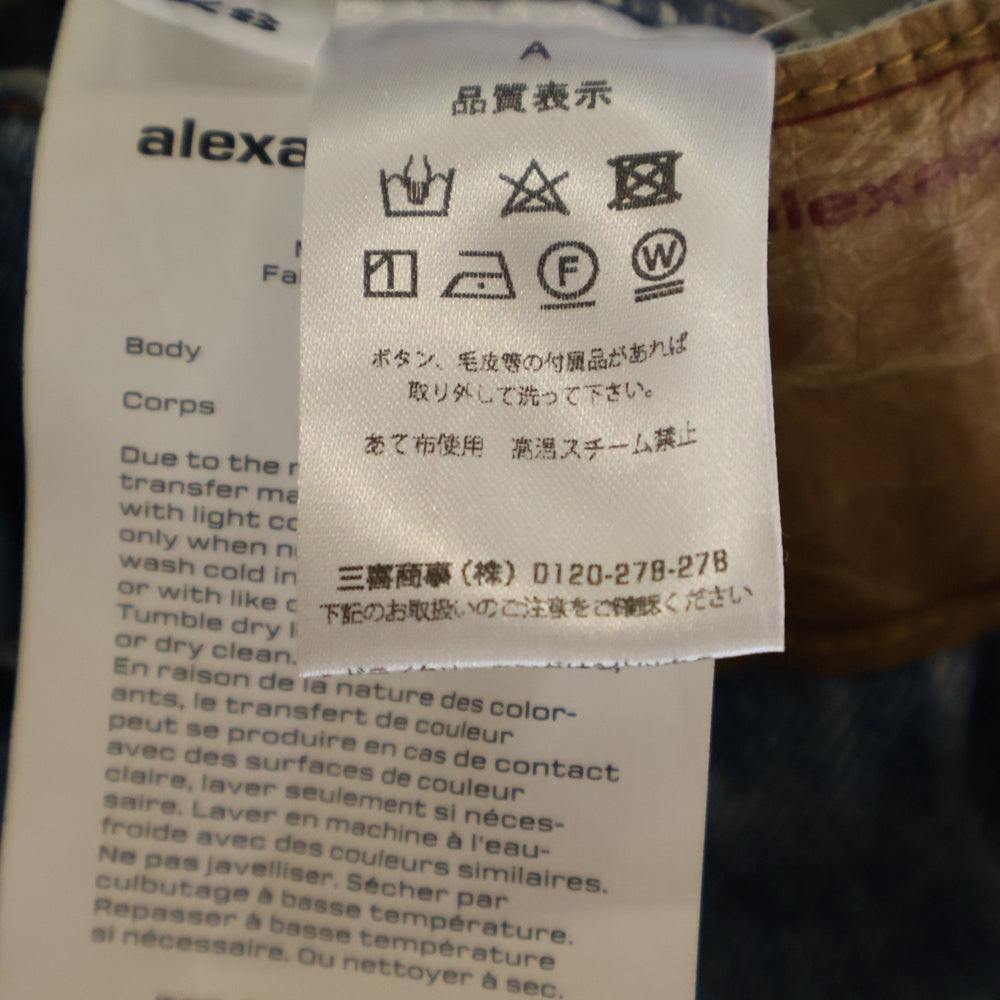 A
品質表示
F
W
ボタン、毛皮等の付属品があれば
取り外して洗って下さい。
あて布使用 高温スチーム禁止
三喜商事（株）0120-278-278
下記のお取扱いのご注意をご確認ください
alexa
Fa
Body
Corps
Due to the
transfer
with light
only when
wash cold in
or with like
Tumble dry
or dry clean.
En raison de la nature des color-
ants, le transfert de couleur
peut se produire en cas de contact
avec des surfaces de couleur
claire, laver seulement si néces-
saire. Laver en machine à l'eau-
froide avec des couleurs similaires.
Ne pas javelliser. Sécher par
culbutage à basse température.
Repasser à basse température
si nécessaire. Ou nettoyer à sec.
alexan